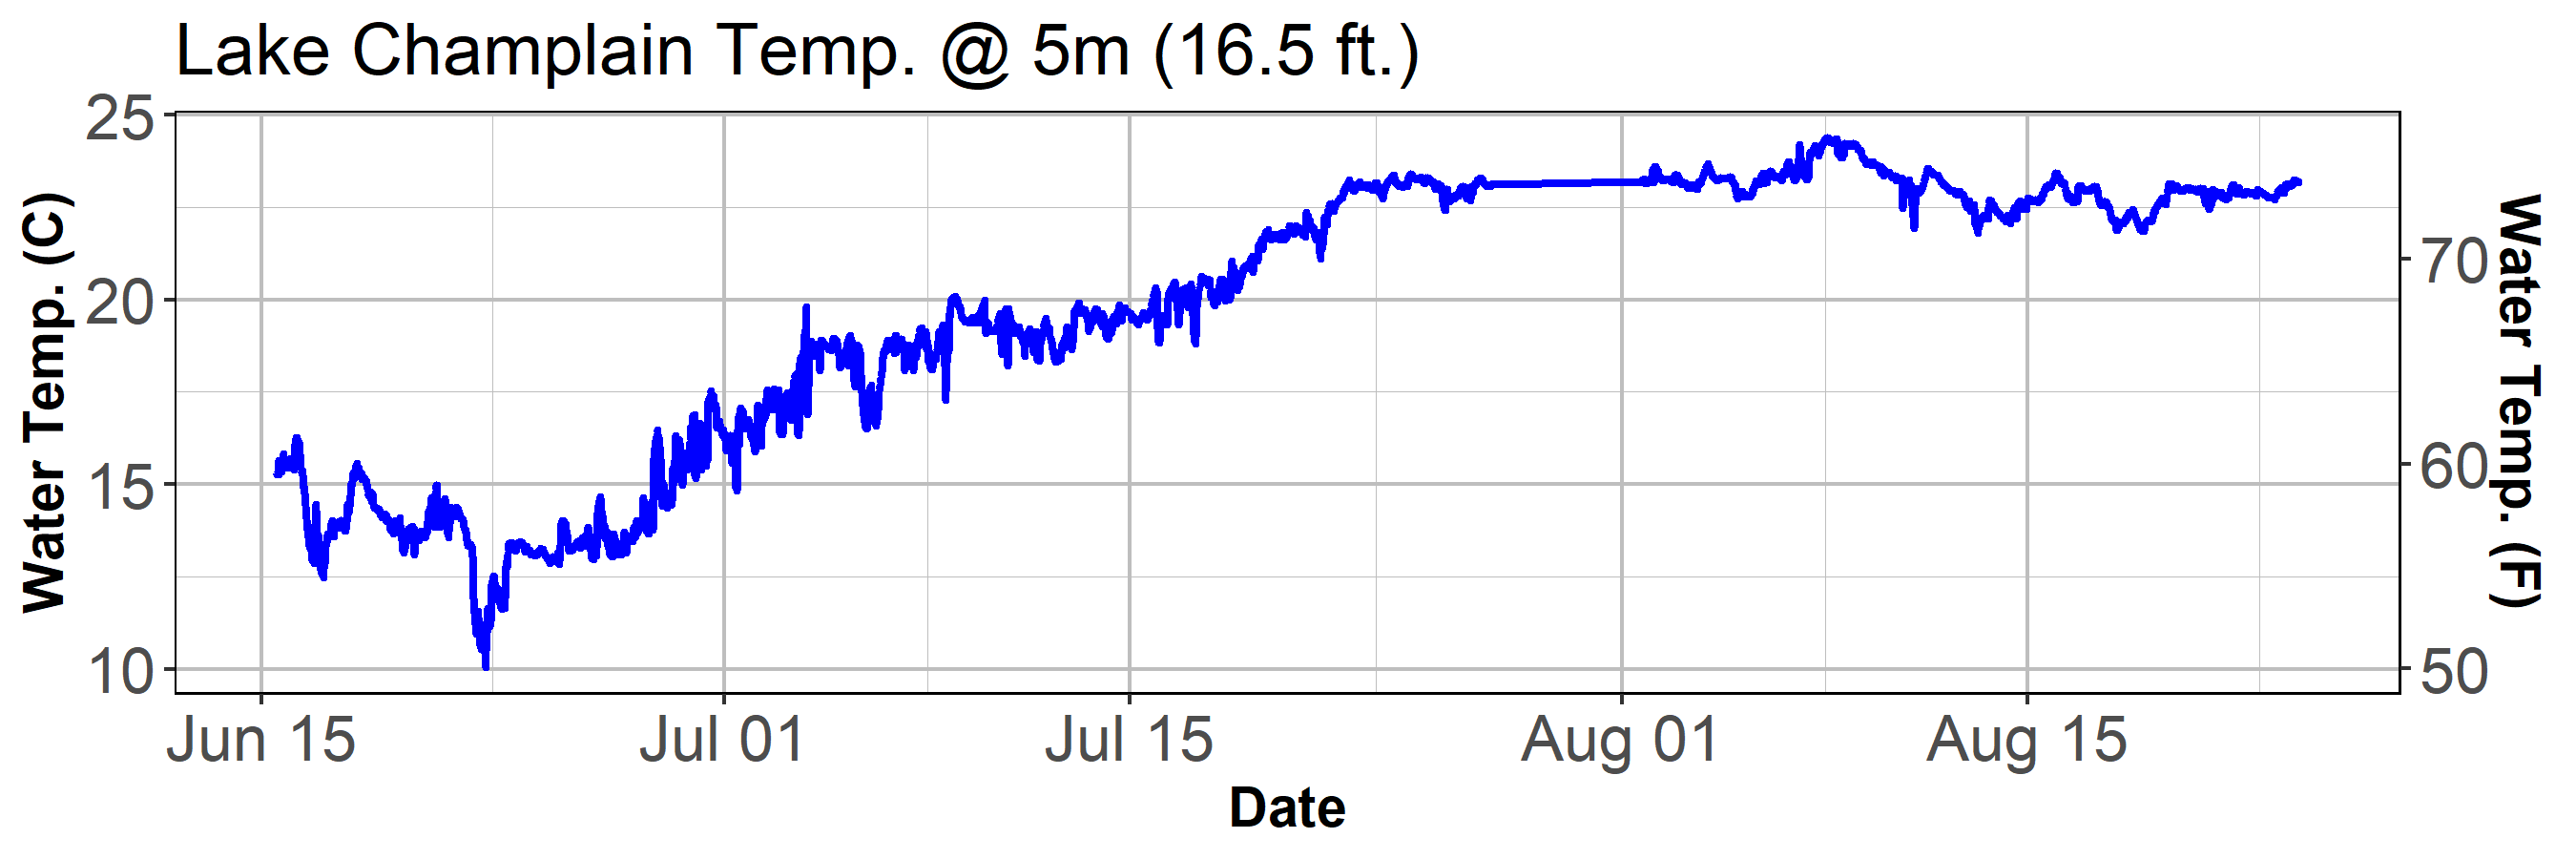 Lake Champlain Temp. @ 5m (16.5 ft.)
Water Temp. (C)
25
20
15
10
70
60
50
Water Temp. (F)
Jun 15
Jul 01
Jul 15
Aug 01
Aug 15
Date